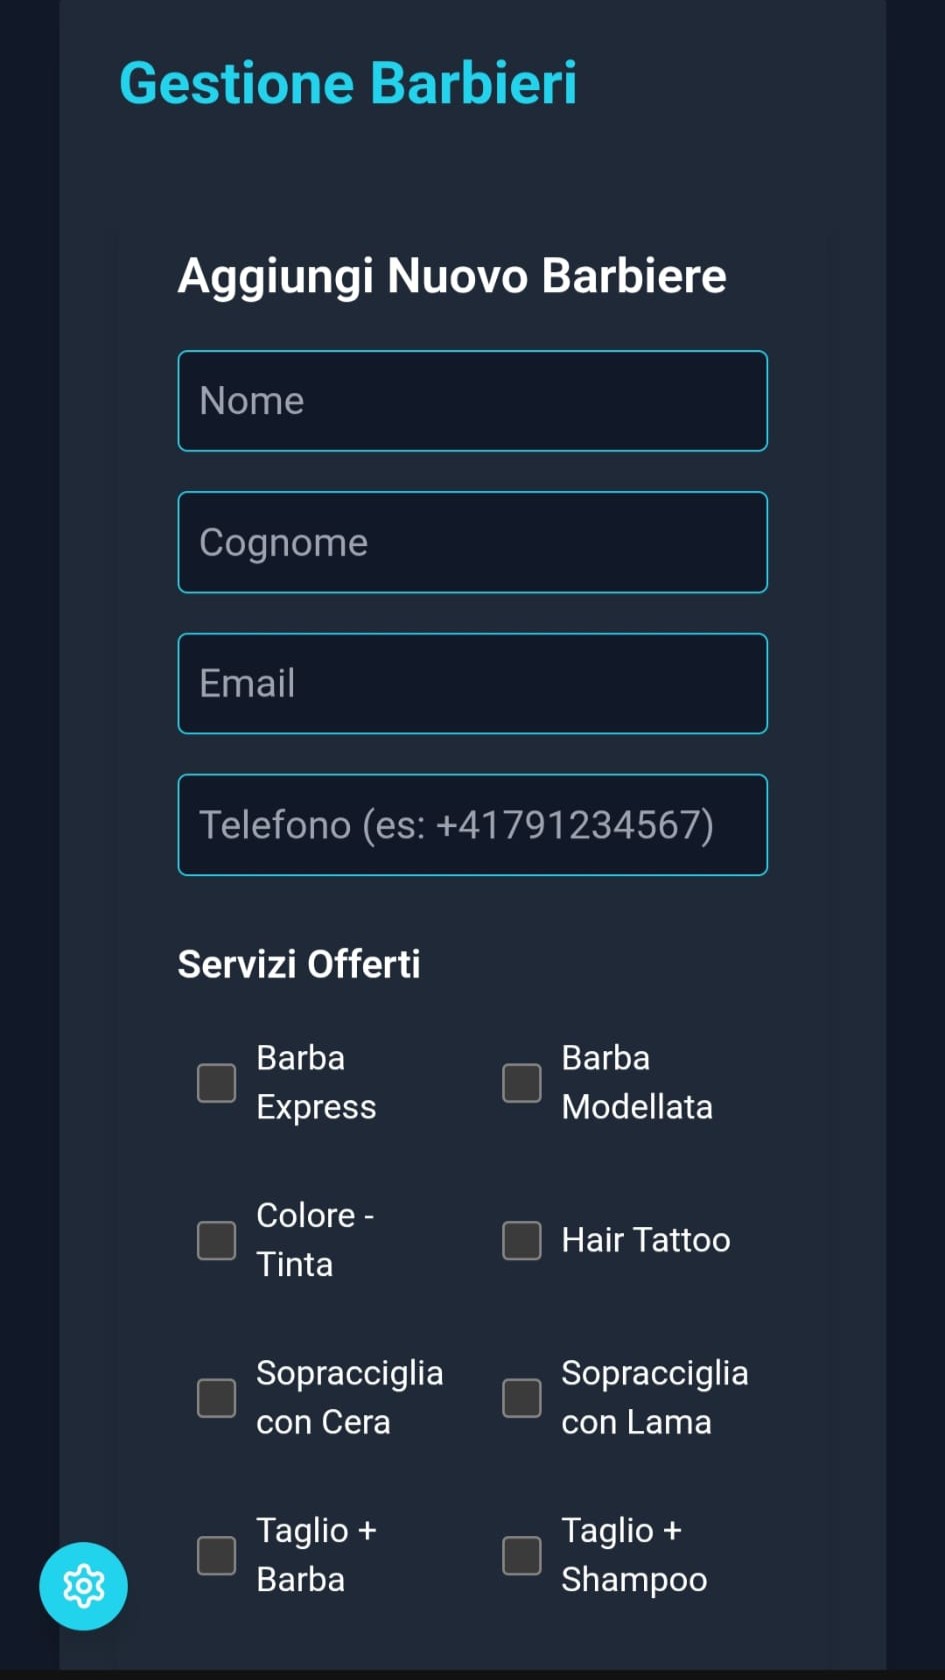 Gestione Barbieri
Aggiungi Nuovo Barbiere
Nome
Cognome
Email
Telefono (es: +41791234567)
Servizi Offerti
Barba
Express
Barba
Modellata
Colore -
Tinta
Hair Tattoo
Sopracciglia
con Cera
Sopracciglia
con Lama
Taglio +
Barba
Taglio +
Shampoo